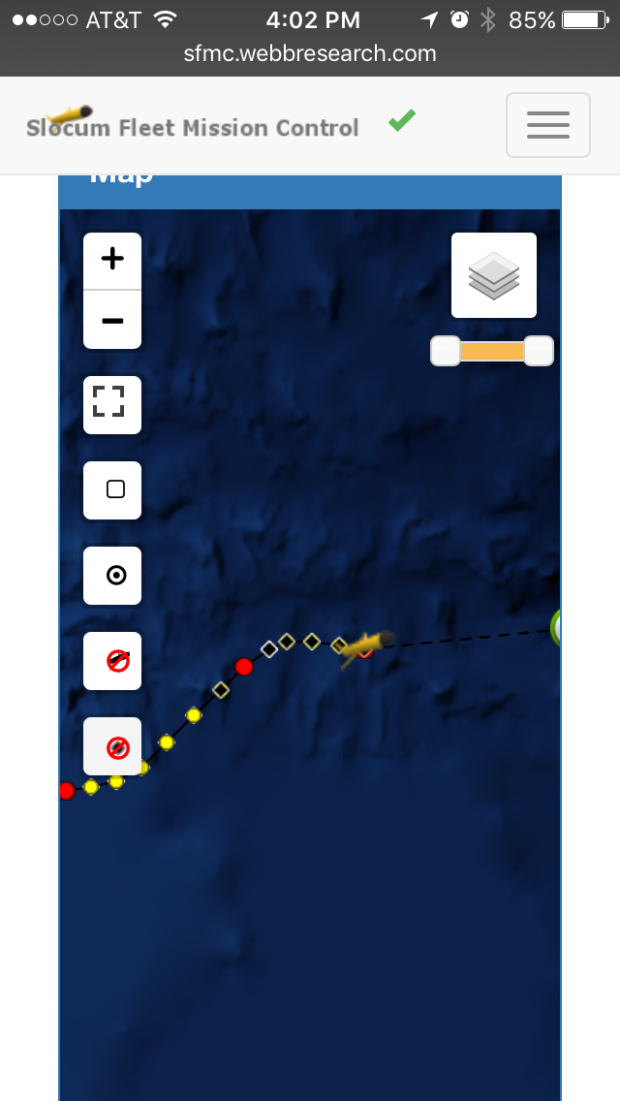 AT&T 4:02 PM 85%
sfmc.webbresearch.com
Slocum Fleet Mission Control
Map
+
−